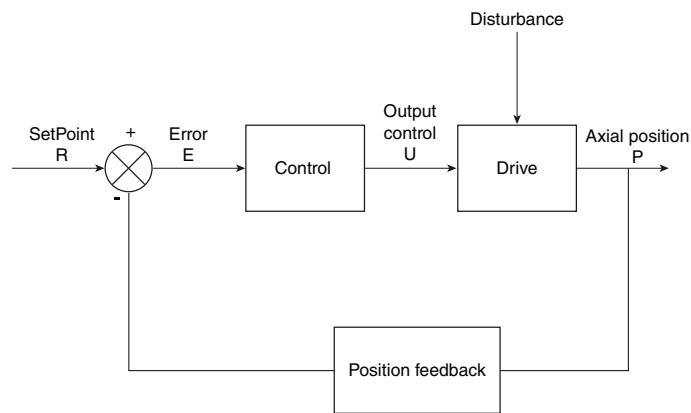 Disturbance
SetPoint
R
+
-
Error
E
Control
Output
control
U
Drive
Axial position
P
Position feedback